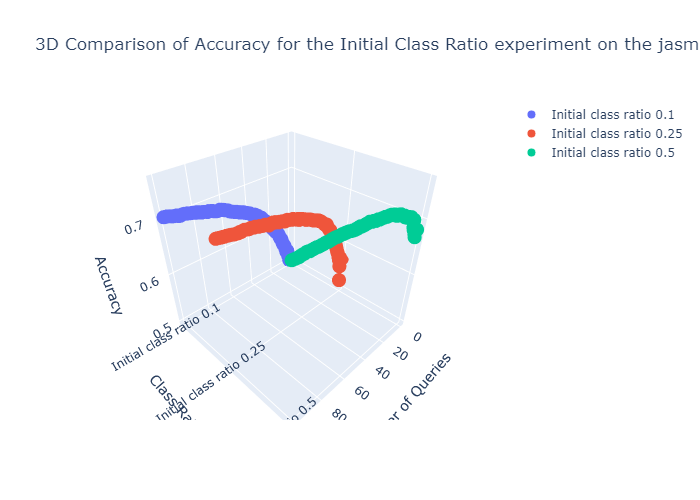 3D Comparison of Accuracy for the Initial Class Ratio experiment on the jasm
Initial class ratio 0.1
Initial class ratio 0.25
Initial class ratio 0.5
0.7
0.6
0.5
Accuracy
Initial class ratio 0.1
Initial class ratio 0.25
0.5
Class
0
20
40
60
80
of Queries